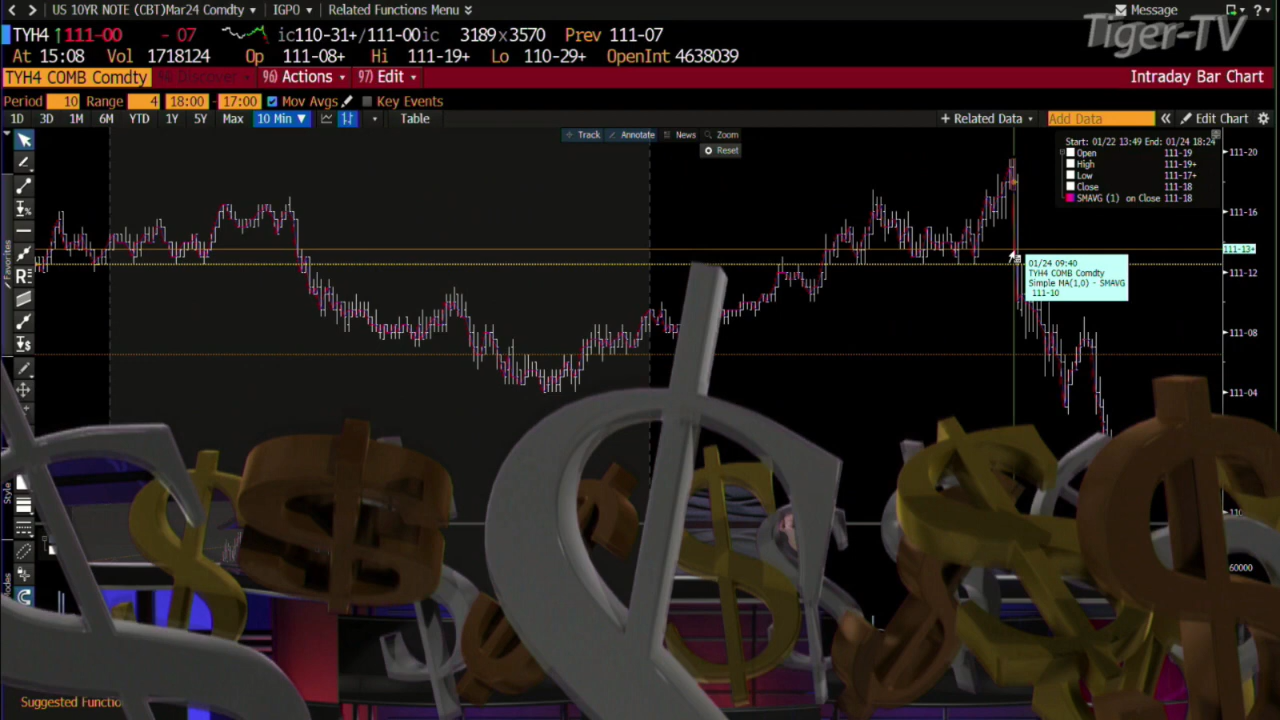 US 10YR NOTE (CBT)Mar24 Comdty IGPO Related Functions Menu Message
Tiger-TV
TYH4 ↑111-00 - 07 ic110-31+/111-00ic 3189x3570 Prev 111-07
At 15:08 Vol 1718124 Op 111-08+ Hi 111-19+ Lo 110-29+ OpenInt 4638039
TYH4 COMB Comdty 96) Discover 96) Actions 97) Edit Intraday Bar Chart
Period 10 Range 4 18:00 - 17:00 Mov Avgs Key Events
1D 3D 1M 6M YTD 1Y 5Y Max 10 Min ▼ Table + Related Data Add Data « Edit Chart
Track Annotate News Zoom
Reset
Start: 01/22 13:49 End: 01/24 18:24
Open 111-19
High 111-19+
Low 111-17+
Close 111-18
SMAVG (1) on Close 111-18
111-20
111-16
111-13+
111-12
111-08
111-04
01/24 09:40
TYH4 COMB Comdty
Simple MA(1,0) - SMAVG
111-10
Favorites
Style
60000
Suggested Functio